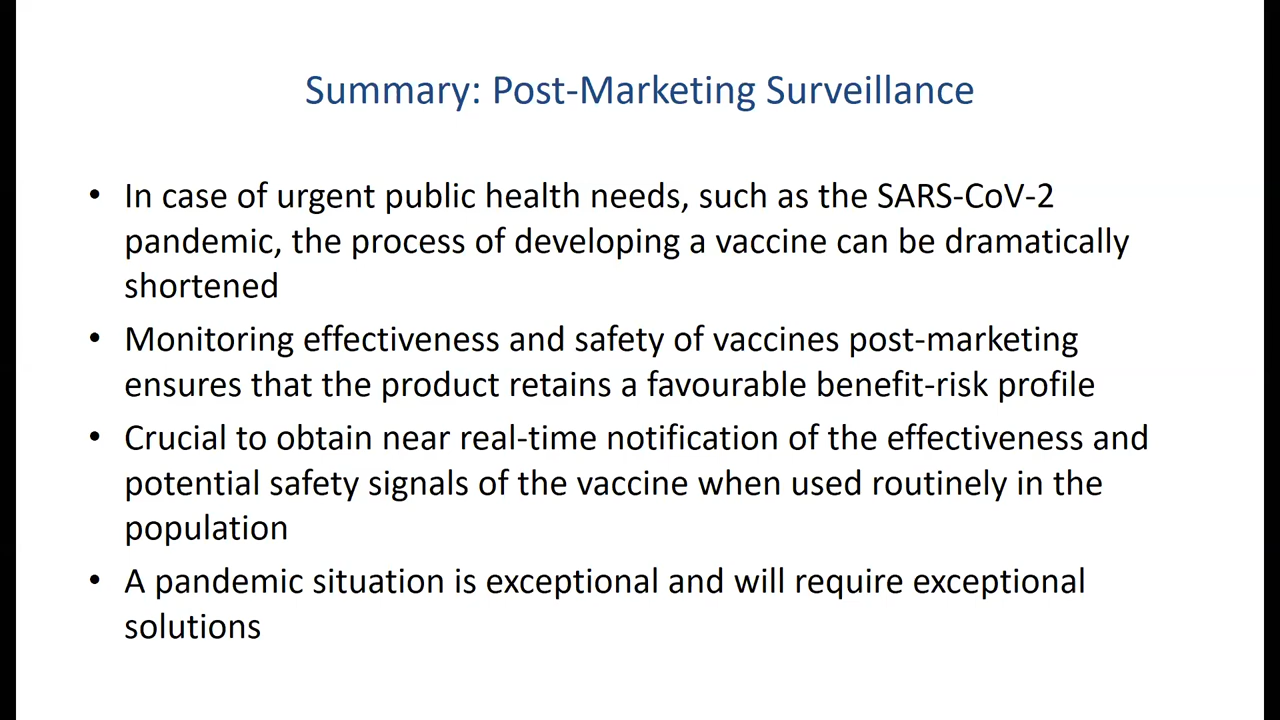 Summary: Post-Marketing Surveillance
• In case of urgent public health needs, such as the SARS-CoV-2
pandemic, the process of developing a vaccine can be dramatically
shortened
• Monitoring effectiveness and safety of vaccines post-marketing
ensures that the product retains a favourable benefit-risk profile
• Crucial to obtain near real-time notification of the effectiveness and
potential safety signals of the vaccine when used routinely in the
population
• A pandemic situation is exceptional and will require exceptional
solutions